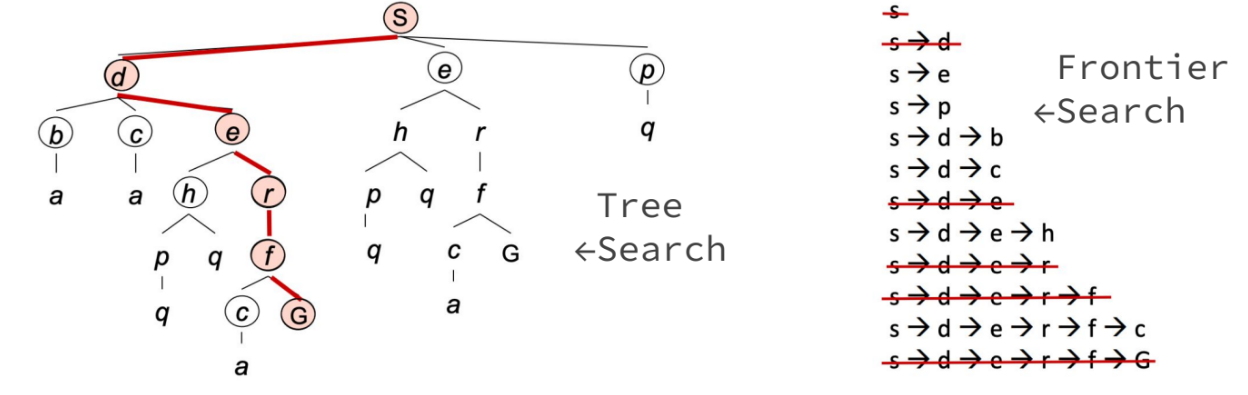 S
d e p
b c e h r q
a a h r p q f
p q f q c G
q c G a
a
Tree
←Search
s
s → d
s → e
s → p
s → d → b
s → d → c
s → d → e
s → d → e → h
s → d → e → r
s → d → e → r → f
s → d → e → r → f → c
s → d → e → r → f → G
Frontier
←Search